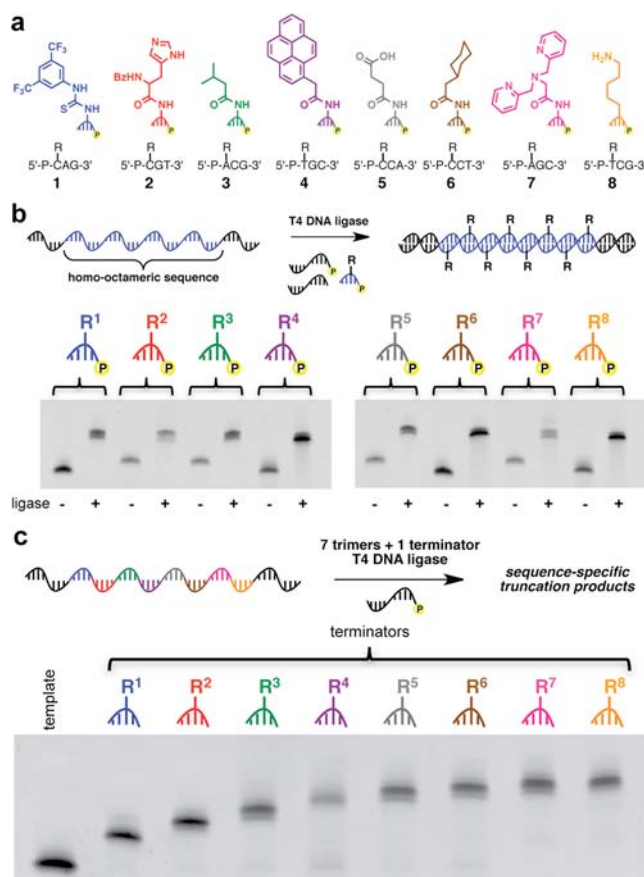 a
CF3
F3C
HN
S
NH
P
N
NH
BzHN
O
NH
P
O
NH
P
O
NH
P
CO2H
O
NH
P
O
NH
P
N
N
N
O
NH
P
H2N
NH
P
R R R R R R R R
5'-P-CAG-3' 5'-P-CGT-3' 5'-P-ACG-3' 5'-P-TGC-3' 5'-P-CCA-3' 5'-P-CCT-3' 5'-P-AGC-3' 5'-P-TCG-3'
1 2 3 4 5 6 7 8
b
T4 DNA ligase
homo-octameric sequence
P R P
R R R R
R R R R
R1 R2 R3 R4 R5 R6 R7 R8
P P P P P P P P
ligase - + - + - + - + - + - + - + - +
c
7 trimers + 1 terminator
T4 DNA ligase
P
sequence-specific
truncation products
terminators
template
R1 R2 R3 R4 R5 R6 R7 R8